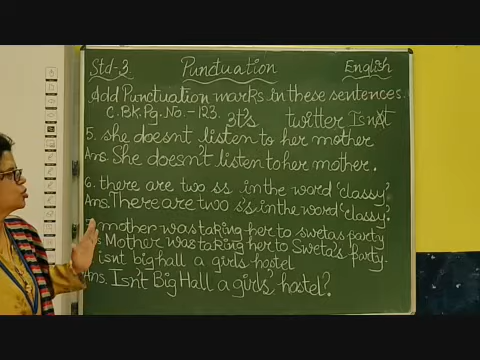 Std-3 Punctuation English
Add Punctuation marks in these sentences.
C.Bk.Pg.No.-123. 3t's twitter Isn't
5. she doesnt listen to her mother
Ans. She doesn't listen to her mother.
6. there are two ss in the word 'classy'
Ans. There are two s's in the word 'classy'.
mother was taking her to swetas party
Mother was taking her to Sweta's party.
isnt big hall a girls hostel
Ans. Isn't Big Hall a girls' hostel?